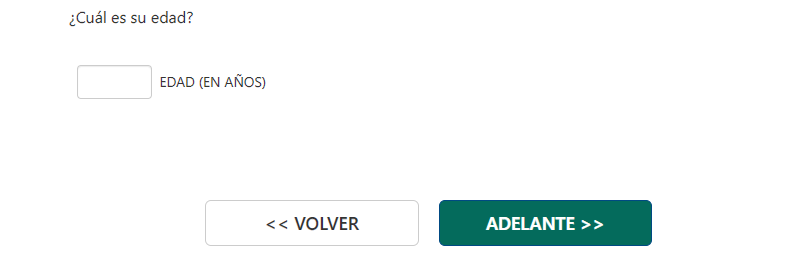 ¿Cuál es su edad?
EDAD (EN AÑOS)
<< VOLVER
ADELANTE >>